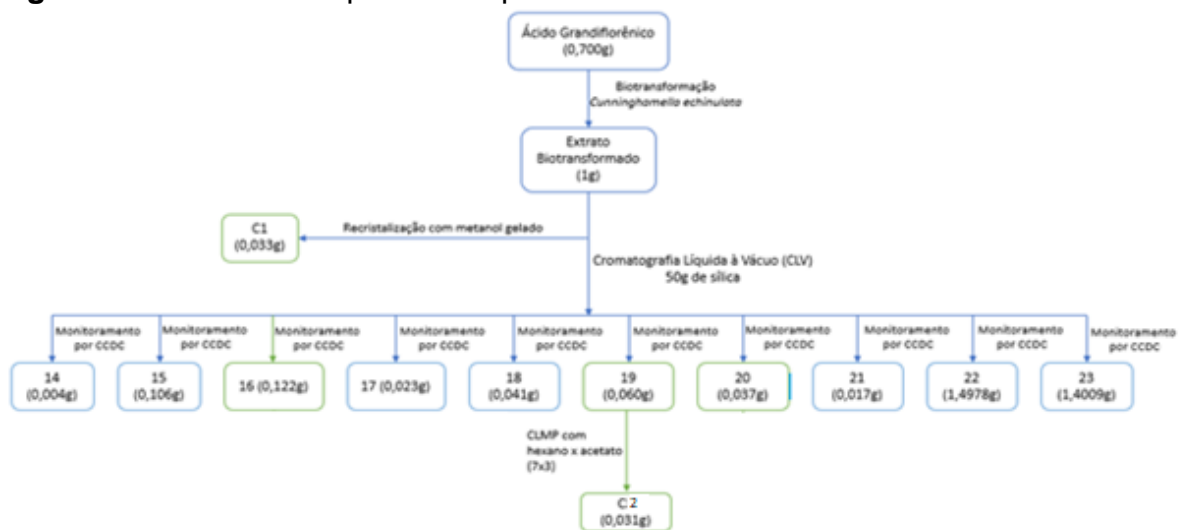 Ácido Grandiflorênico
(0,700g)
Biotransformação
Cunninghamella echinulata
Extrato
Biotransformado
(1g)
C1
(0,033g)
Recristalização com metanol gelado
Cromatografia Líquida à Vácuo (CLV)
50g de sílica
Monitoramento
por CCDC
Monitoramento
por CCDC
Monitoramento
por CCDC
Monitoramento
por CCDC
Monitoramento
por CCDC
Monitoramento
por CCDC
Monitoramento
por CCDC
Monitoramento
por CCDC
Monitoramento
por CCDC
Monitoramento
por CCDC
14
(0,004g)
15
(0,106g)
16 (0,122g)
17 (0,023g)
18
(0,041g)
19
(0,060g)
20
(0,037g)
21
(0,017g)
22
(1,4978g)
23
(1,4009g)
CLMP com
hexano x acetato
(7x3)
C2
(0,031g)